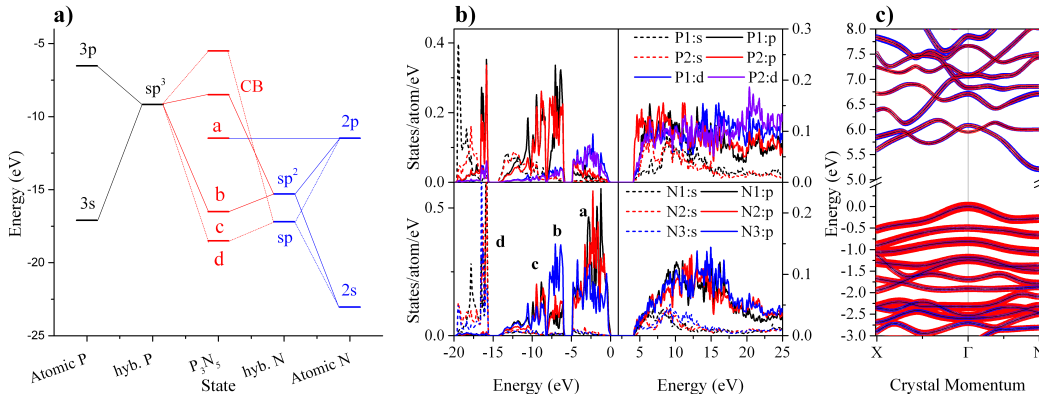 a)
Energy (eV)
-5
-10
-15
-20
-25
3p
3s
sp³
CB
a
b
c
d
2p
sp²
sp
2s
Atomic P
hyb. P
P₃N₅
hyb. N
Atomic N
State
b)
States/atom/eV
0.4
0.2
0.0
P1:s P1:p
P2:s P2:p
P1:d P2:d
0.3
0.2
0.1
0.0
States/atom/eV
0.5
0.0
a
b
c
d
N1:s N1:p
N2:s N2:p
N3:s N3:p
0.2
0.1
0.0
-20 -15 -10 -5 0 5 10 15 20 25
Energy (eV) Energy (eV)
c)
Energy (eV)
8.0
7.5
7.0
6.5
6.0
5.5
5.0
0.0
-0.5
-1.0
-1.5
-2.0
-2.5
-3.0
X Γ N
Crystal Momentum